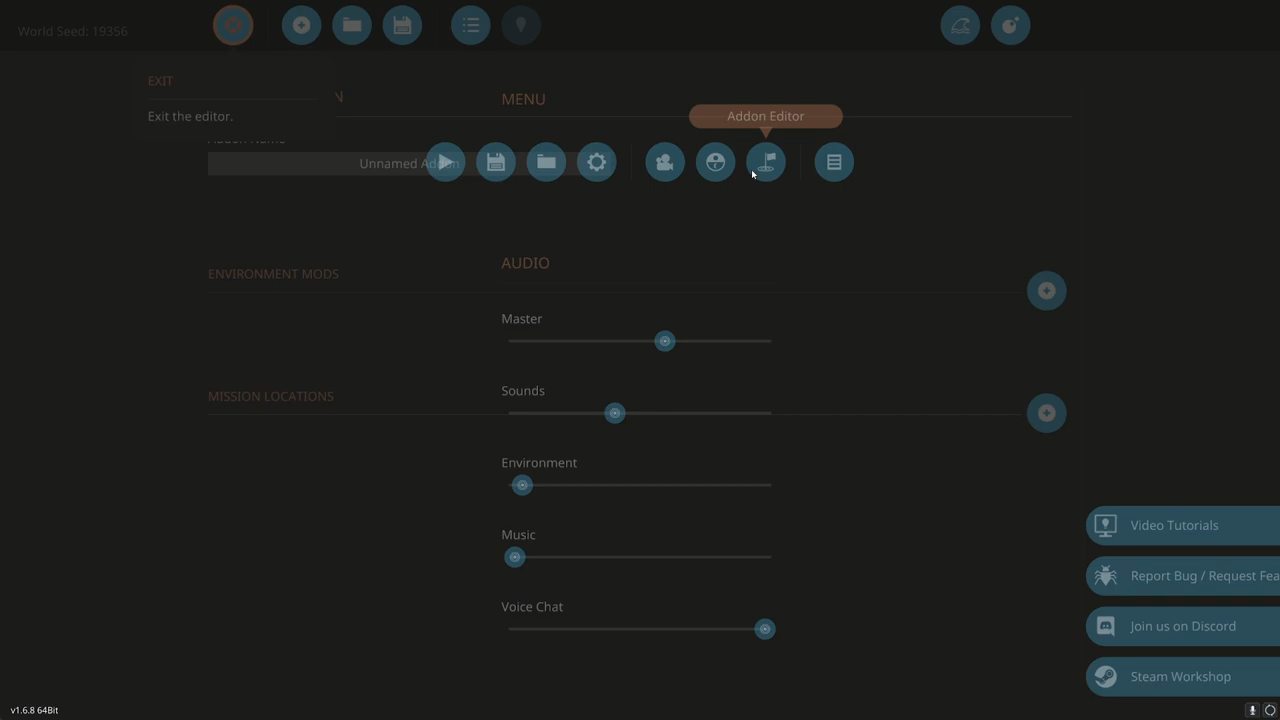 World Seed: 19356
EXIT
Exit the editor.
MENU
Addon Editor
Addon Name
Unnamed Addon
AUDIO
ENVIRONMENT MODS
Master
Sounds
MISSION LOCATIONS
Environment
Music
Video Tutorials
Report Bug / Request Fea
Voice Chat
Join us on Discord
Steam Workshop
v1.6.8 64Bit